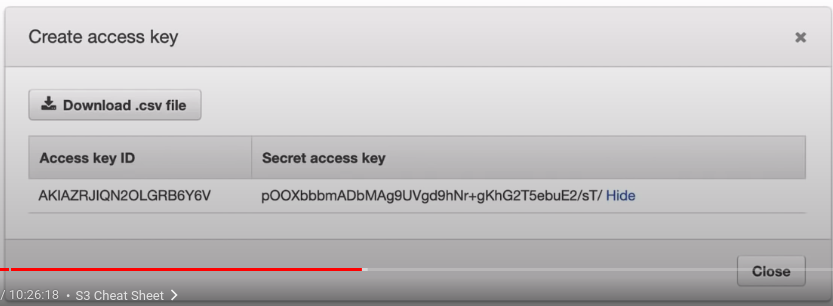 Create access key ×
Download .csv file
Access key ID Secret access key
AKIAZRJIQN2OLGRB6Y6V pOOXbbbmADbMAg9UVgd9hNr+gKhG2T5ebuE2/sT/ Hide
Close
/ 10:26:18 • S3 Cheat Sheet >